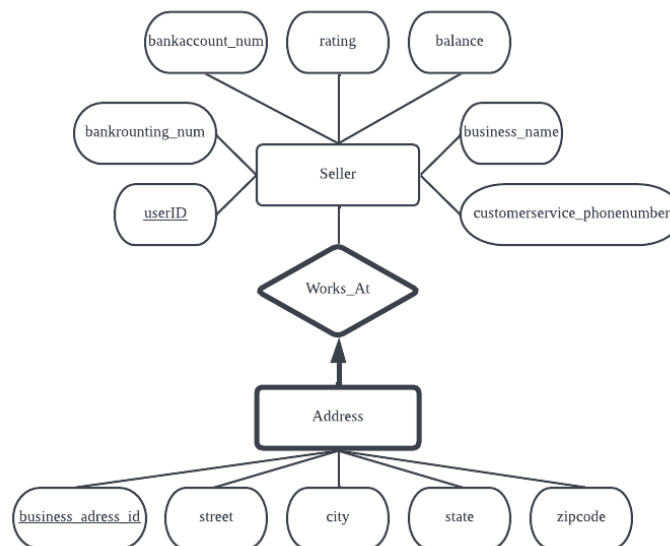 bankaccount_num
rating
balance
bankrounting_num
business_name
Seller
userID
customerservice_phonenumber
Works_At
Address
business_adress_id
street
city
state
zipcode